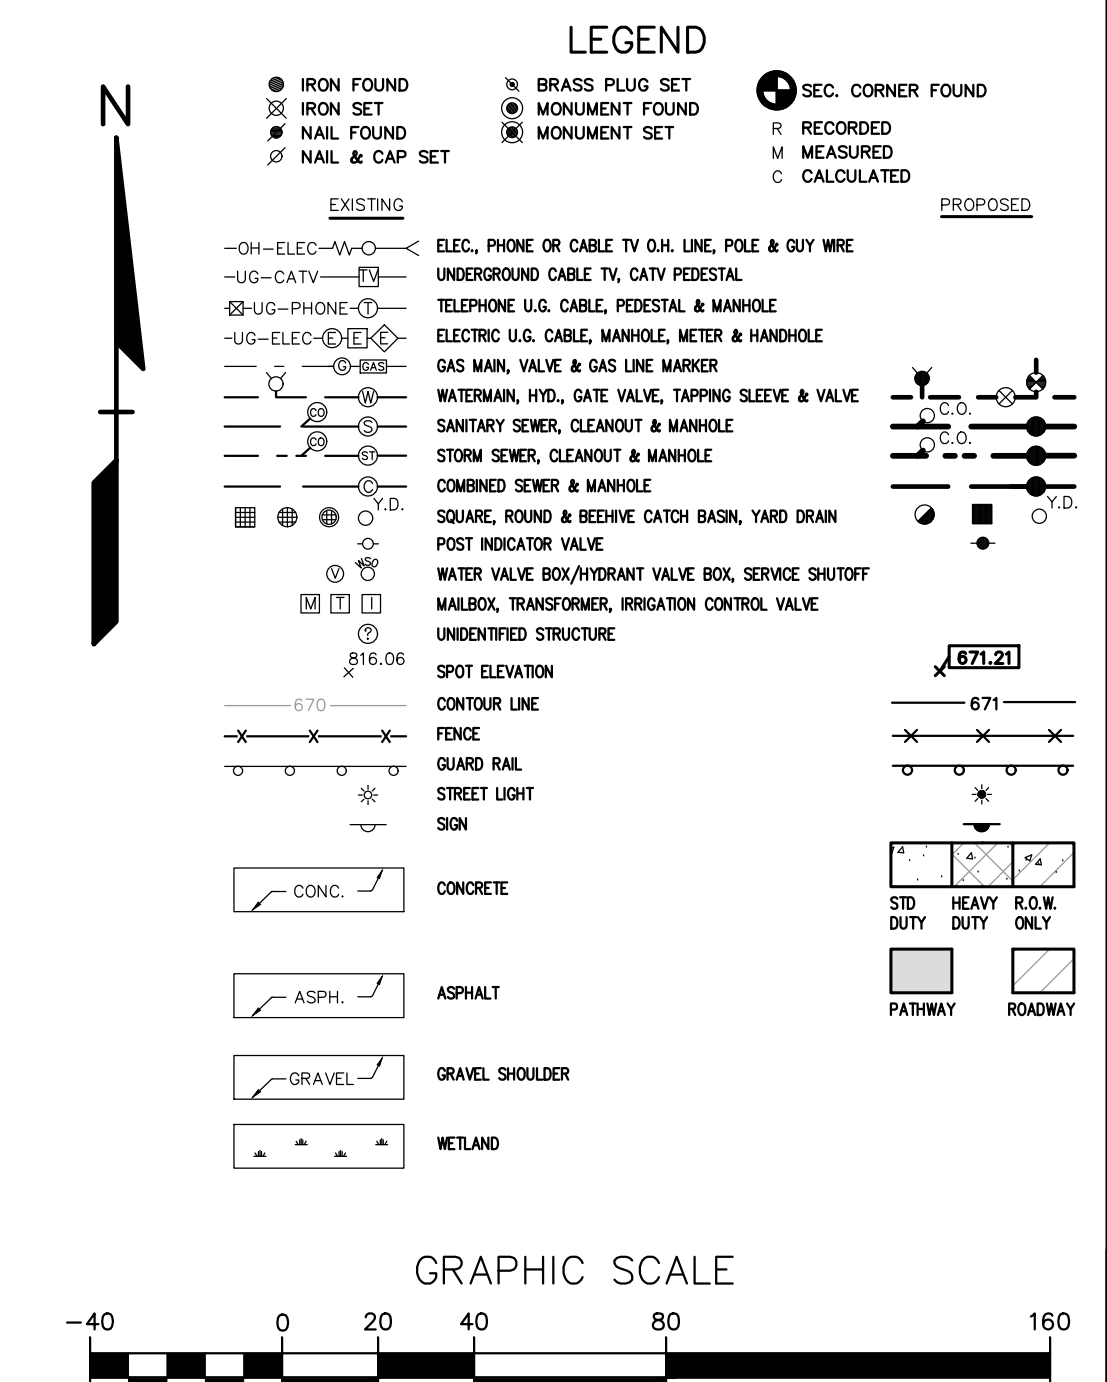 LEGEND
N
IRON FOUND
IRON SET
NAIL FOUND
NAIL & CAP SET
BRASS PLUG SET
MONUMENT FOUND
MONUMENT SET
SEC. CORNER FOUND
R RECORDED
M MEASURED
C CALCULATED
EXISTING
PROPOSED
OH-ELEC ELEC., PHONE OR CABLE TV O.H. LINE, POLE & GUY WIRE
UG-CATV TV UNDERGROUND CABLE TV, CATV PEDESTAL
UG-PHONE T TELEPHONE U.G. CABLE, PEDESTAL & MANHOLE
UG-ELEC E E E ELECTRIC U.G. CABLE, MANHOLE, METER & HANDHOLE
G GAS GAS MAIN, VALVE & GAS LINE MARKER
W WATERMAIN, HYD., GATE VALVE, TAPPING SLEEVE & VALVE
CO S SANITARY SEWER, CLEANOUT & MANHOLE C.O.
CO ST STORM SEWER, CLEANOUT & MANHOLE C.O.
C COMBINED SEWER & MANHOLE
Y.D. SQUARE, ROUND & BEEHIVE CATCH BASIN, YARD DRAIN Y.D.
POST INDICATOR VALVE
V WSO WATER VALVE BOX/HYDRANT VALVE BOX, SERVICE SHUTOFF
M T I MAILBOX, TRANSFORMER, IRRIGATION CONTROL VALVE
? UNIDENTIFIED STRUCTURE
816.06 SPOT ELEVATION 671.21
670 CONTOUR LINE 671
FENCE
GUARD RAIL
STREET LIGHT
SIGN
CONC. CONCRETE
STD DUTY
HEAVY DUTY
R.O.W. ONLY
ASPH. ASPHALT
PATHWAY ROADWAY
GRAVEL GRAVEL SHOULDER
WETLAND
GRAPHIC SCALE
-40 0 20 40 80 160